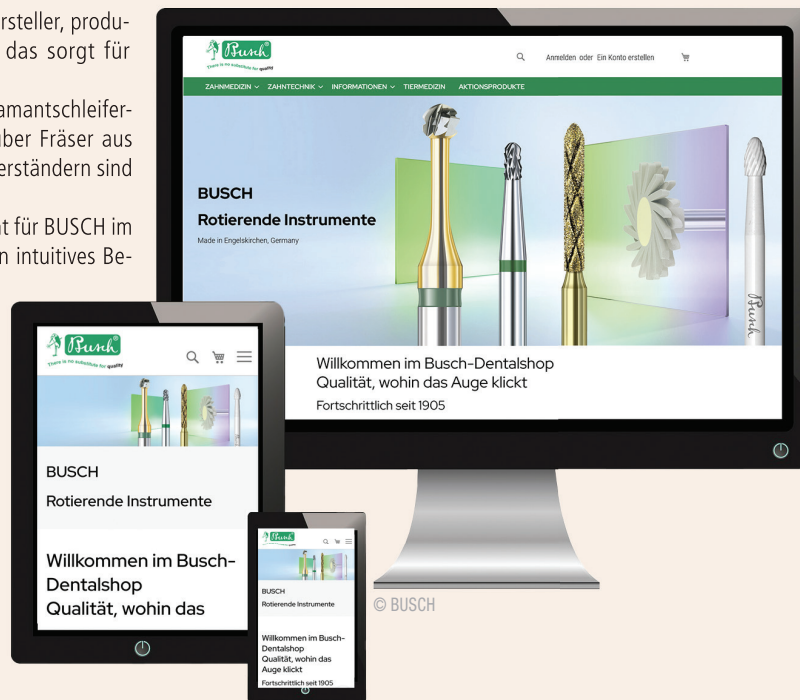 ersteller, produ-
das sorgt für
amantschleifer-
über Fräser aus
erständern sind
t für BUSCH im
n intuitives Be-
Busch®
There is no substitute for quality
Anmelden oder Ein Konto erstellen
ZAHNMEDIZIN ZAHNTECHNIK INFORMATIONEN TIERMEDIZIN AKTIONSPRODUKTE
BUSCH
Rotierende Instrumente
Made in Engelskirchen, Germany
Busch
Willkommen im Busch-Dentalshop
Qualität, wohin das Auge klickt
Fortschrittlich seit 1905
Busch®
There is no substitute for quality
BUSCH
Rotierende Instrumente
Willkommen im Busch-
Dentalshop
Qualität, wohin das
Busch
BUSCH
Rotierende Instrumente
Willkommen im Busch-
Dentalshop
Qualität, wohin das
Auge klickt
Fortschrittlich seit 1905
© BUSCH